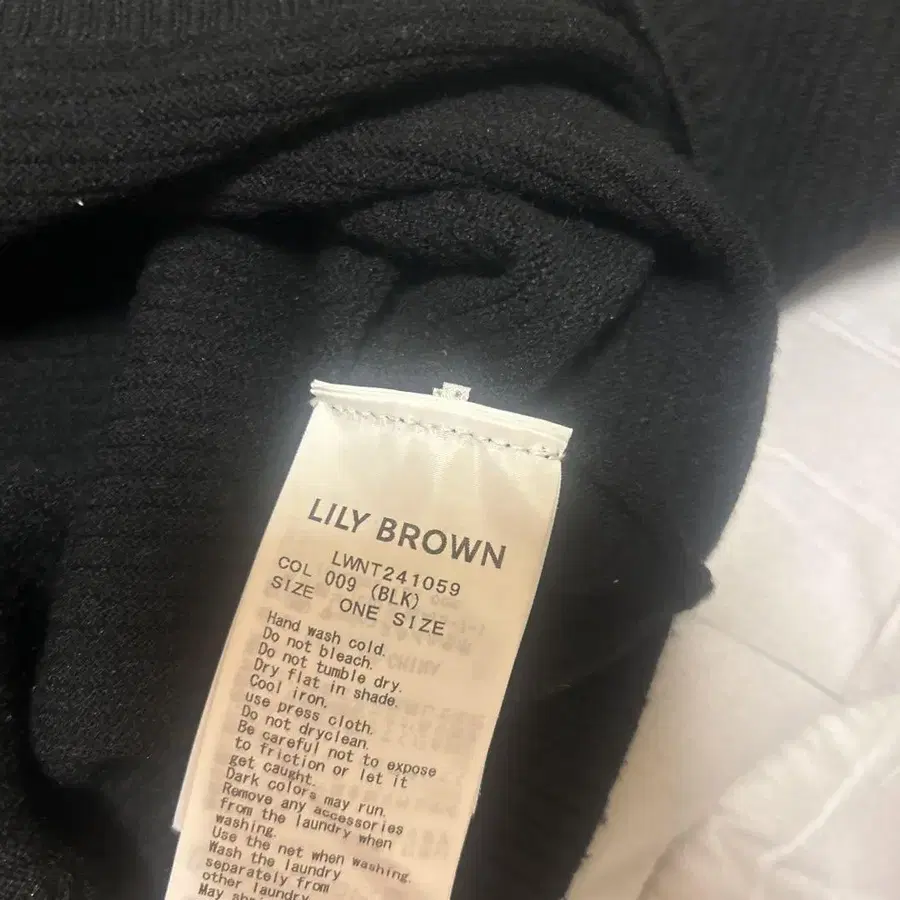 LILY BROWN
LWNT241059
COL 009 (BLK)
SIZE ONE SIZE
Hand wash cold.
Do not bleach.
Do not tumble dry.
Dry flat in shade.
Cool iron,
use press cloth.
Do not dryclean.
Be careful not to expose
to friction or let it
get caught.
Dark colors may run.
Remove any accessories
from the laundry when
washing.
Use the net when washing.
Wash the laundry
separately from
other laundry.
May